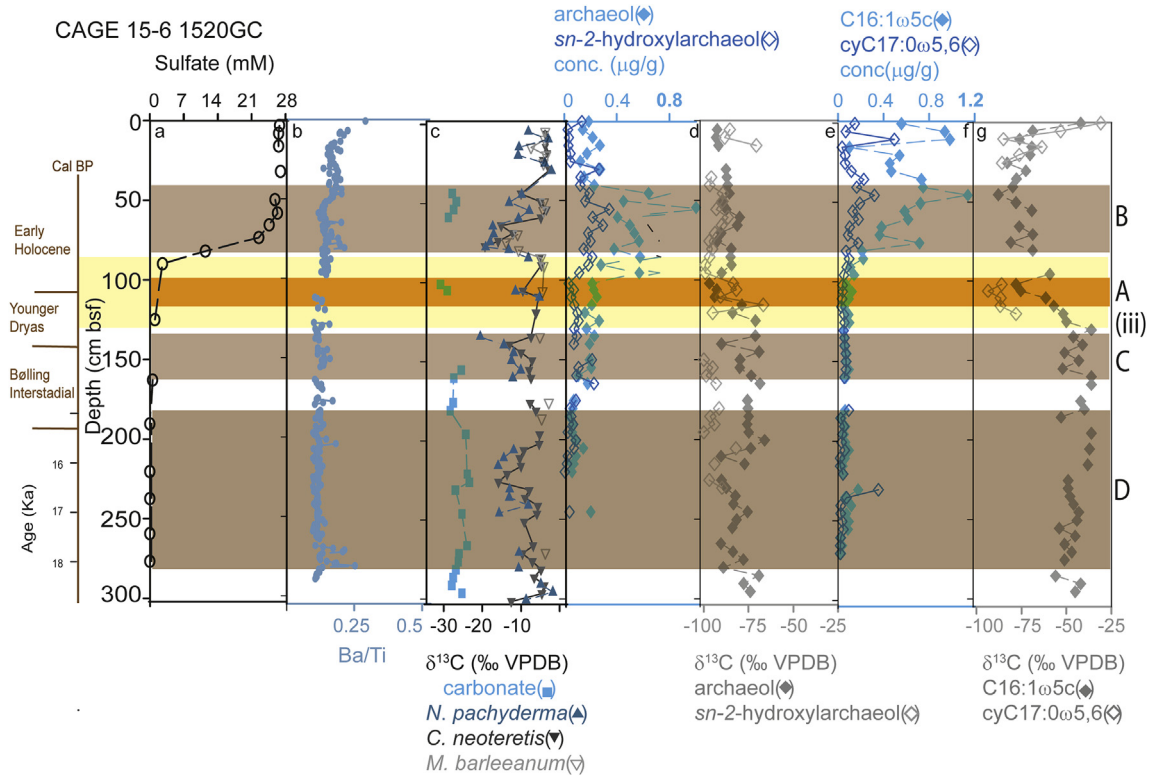 CAGE 15-6 1520GC
Sulfate (mM)
0 7 14 21 28
archaeol(◆)
sn-2-hydroxylarchaeol(◇)
conc. (μg/g)
0 0.4 0.8
C16:1ω5c(◆)
cyC17:0ω5,6(◇)
conc(μg/g)
0 0.4 0.8 1.2
a b c d e f g
Cal BP
Early
Holocene
Younger
Dryas
Bølling
Interstadial
16
17
18
Age (Ka)
Depth (cm bsf)
0
50
100
150
200
250
300
B
A
(iii)
C
D
0.25 0.5
Ba/Ti
-30 -20 -10
δ¹³C (‰ VPDB)
carbonate(■)
N. pachyderma(▲)
C. neoteretis(▼)
M. barleeanum(▽)
-100 -75 -50 -25
δ¹³C (‰ VPDB)
archaeol(◆)
sn-2-hydroxylarchaeol(◇)
-100 -75 -50 -25
δ¹³C (‰ VPDB)
C16:1ω5c(◆)
cyC17:0ω5,6(◇)